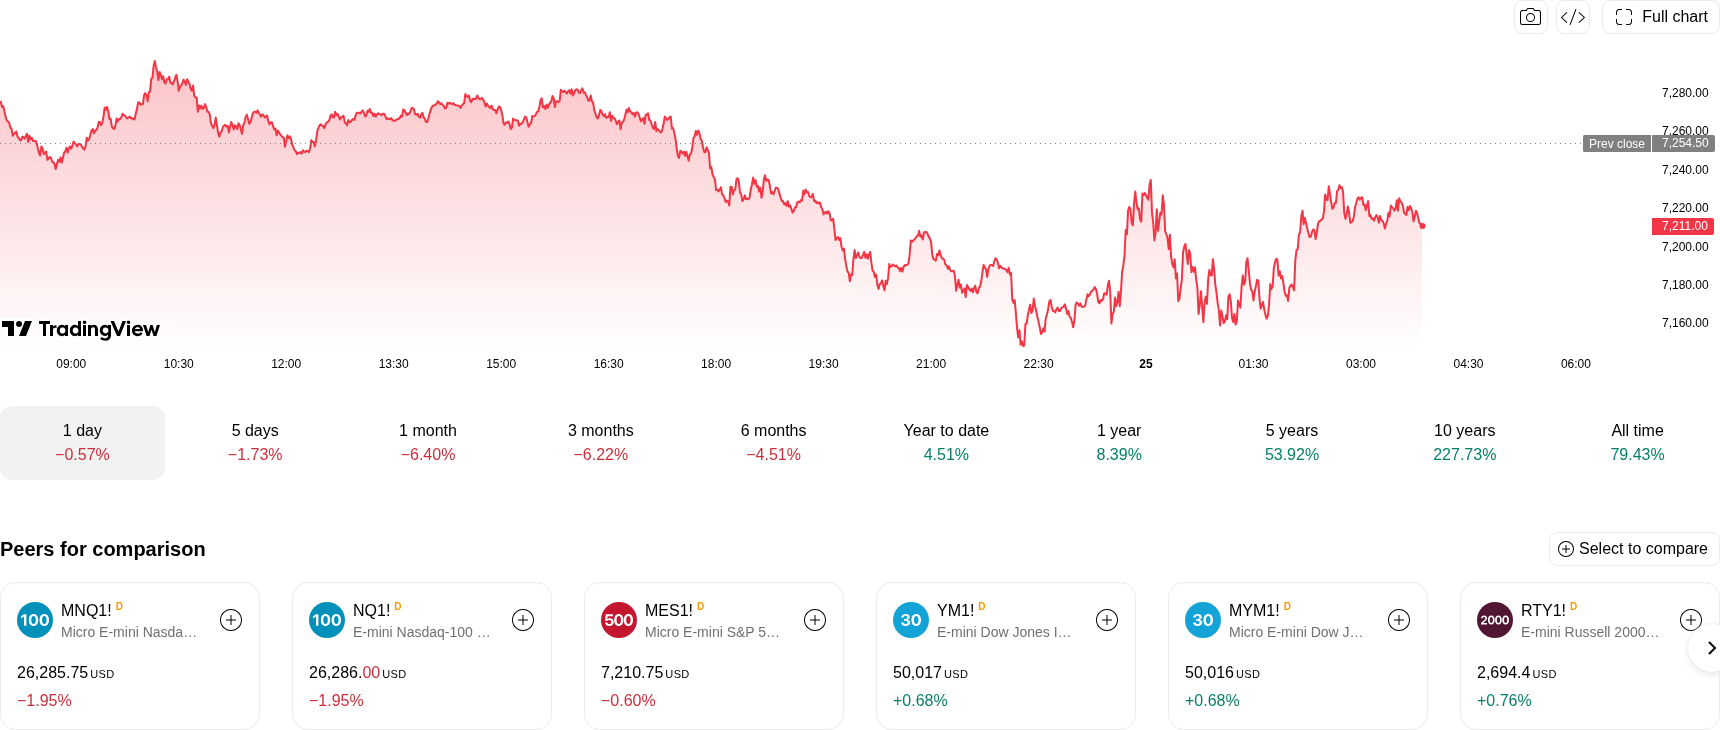 Full chart
7,280.00
7,260.00
Prev close 7,254.50
7,240.00
7,220.00
7,211.00
7,200.00
7,180.00
7,160.00
TradingView
09:00 10:30 12:00 13:30 15:00 16:30 18:00 19:30 21:00 22:30 25 01:30 03:00 04:30 06:00
1 day 5 days 1 month 3 months 6 months Year to date 1 year 5 years 10 years All time
−0.57% −1.73% −6.40% −6.22% −4.51% 4.51% 8.39% 53.92% 227.73% 79.43%
Peers for comparison
Select to compare
100 MNQ1! D
Micro E-mini Nasda…
26,285.75 USD
−1.95%
100 NQ1! D
E-mini Nasdaq-100 …
26,286.00 USD
−1.95%
500 MES1! D
Micro E-mini S&P 5…
7,210.75 USD
−0.60%
30 YM1! D
E-mini Dow Jones I…
50,017 USD
+0.68%
30 MYM1! D
Micro E-mini Dow J…
50,016 USD
+0.68%
2000 RTY1! D
E-mini Russell 2000…
2,694.4 USD
+0.76%